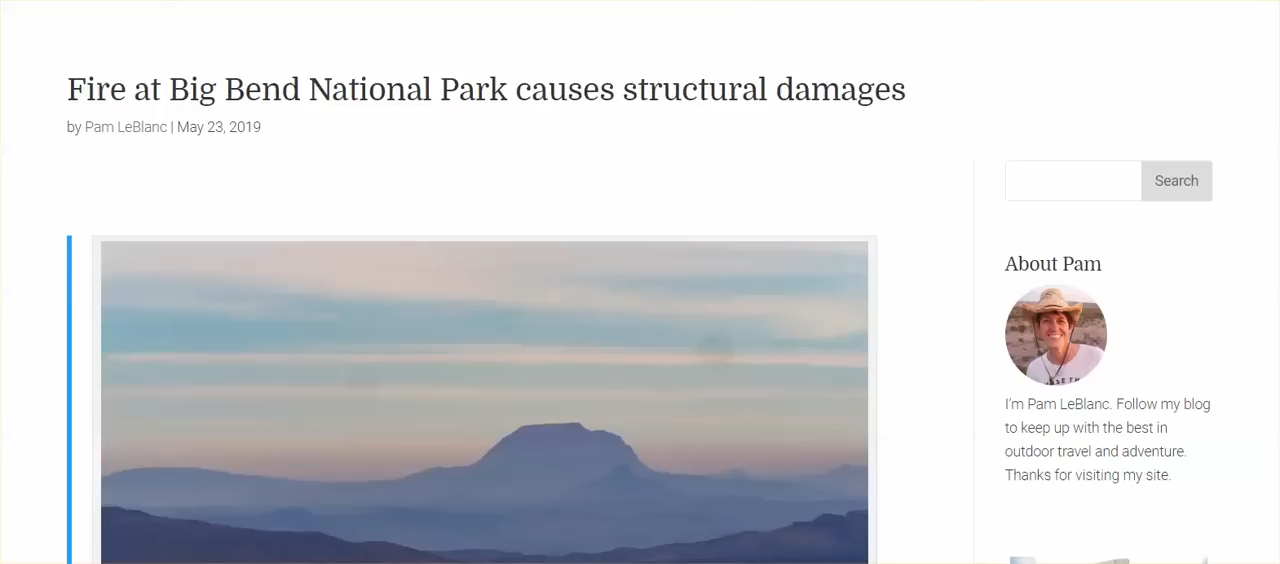 Fire at Big Bend National Park causes structural damages
by Pam LeBlanc | May 23, 2019
Search
About Pam
I'm Pam LeBlanc. Follow my blog
to keep up with the best in
outdoor travel and adventure.
Thanks for visiting my site.